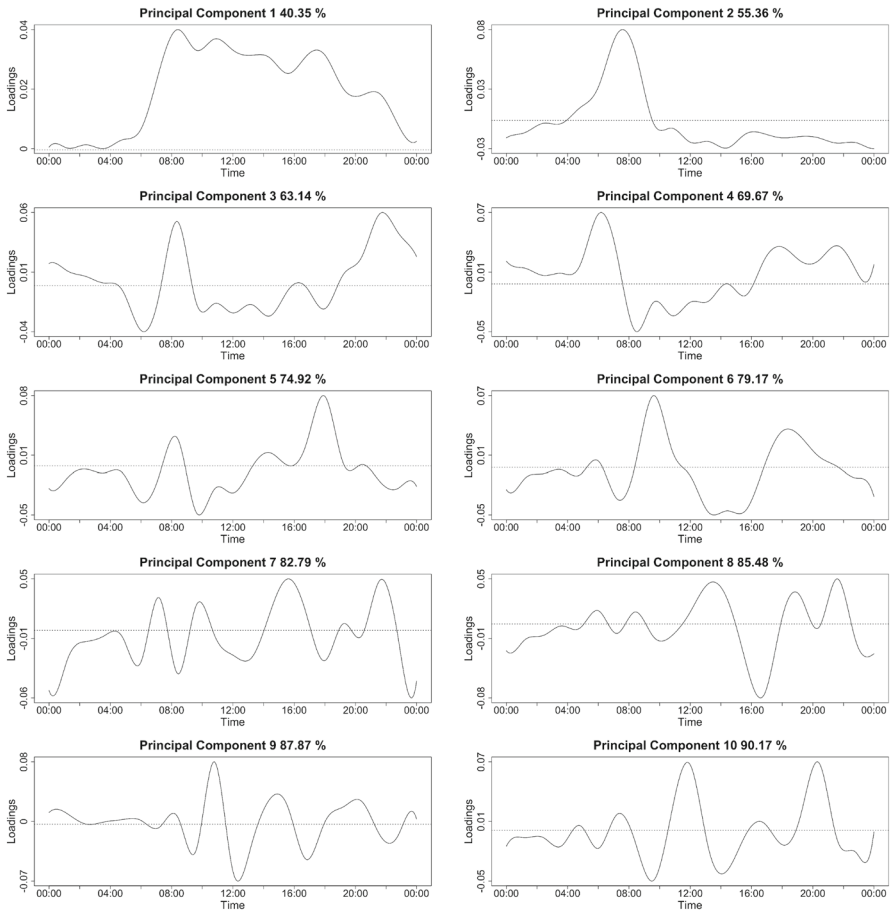 Principal Component 1 40.35 %
Loadings
0.04
0.02
0
00:00 04:00 08:00 12:00 16:00 20:00 00:00
Time
Principal Component 2 55.36 %
Loadings
0.08
0.03
-0.03
00:00 04:00 08:00 12:00 16:00 20:00 00:00
Time
Principal Component 3 63.14 %
Loadings
0.06
0.01
-0.04
00:00 04:00 08:00 12:00 16:00 20:00 00:00
Time
Principal Component 4 69.67 %
Loadings
0.07
0.01
-0.05
00:00 04:00 08:00 12:00 16:00 20:00 00:00
Time
Principal Component 5 74.92 %
Loadings
0.08
0.01
-0.05
00:00 04:00 08:00 12:00 16:00 20:00 00:00
Time
Principal Component 6 79.17 %
Loadings
0.07
0.01
-0.05
00:00 04:00 08:00 12:00 16:00 20:00 00:00
Time
Principal Component 7 82.79 %
Loadings
0.05
-0.01
-0.06
00:00 04:00 08:00 12:00 16:00 20:00 00:00
Time
Principal Component 8 85.48 %
Loadings
0.05
-0.01
-0.08
00:00 04:00 08:00 12:00 16:00 20:00 00:00
Time
Principal Component 9 87.87 %
Loadings
0.08
0
-0.07
00:00 04:00 08:00 12:00 16:00 20:00 00:00
Time
Principal Component 10 90.17 %
Loadings
0.07
0.01
-0.05
00:00 04:00 08:00 12:00 16:00 20:00 00:00
Time